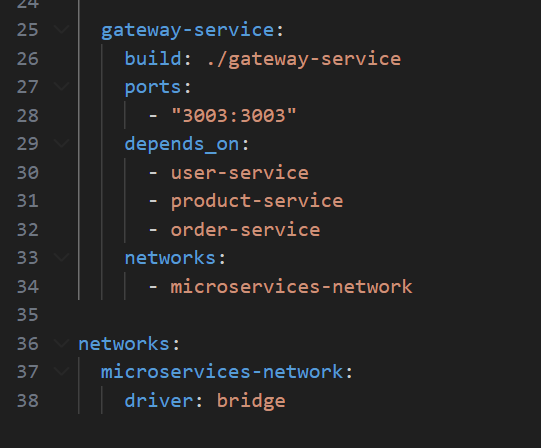 24
25 gateway-service:
26 build: ./gateway-service
27 ports:
28 - "3003:3003"
29 depends_on:
30 - user-service
31 - product-service
32 - order-service
33 networks:
34 - microservices-network
35
36 networks:
37 microservices-network:
38 driver: bridge